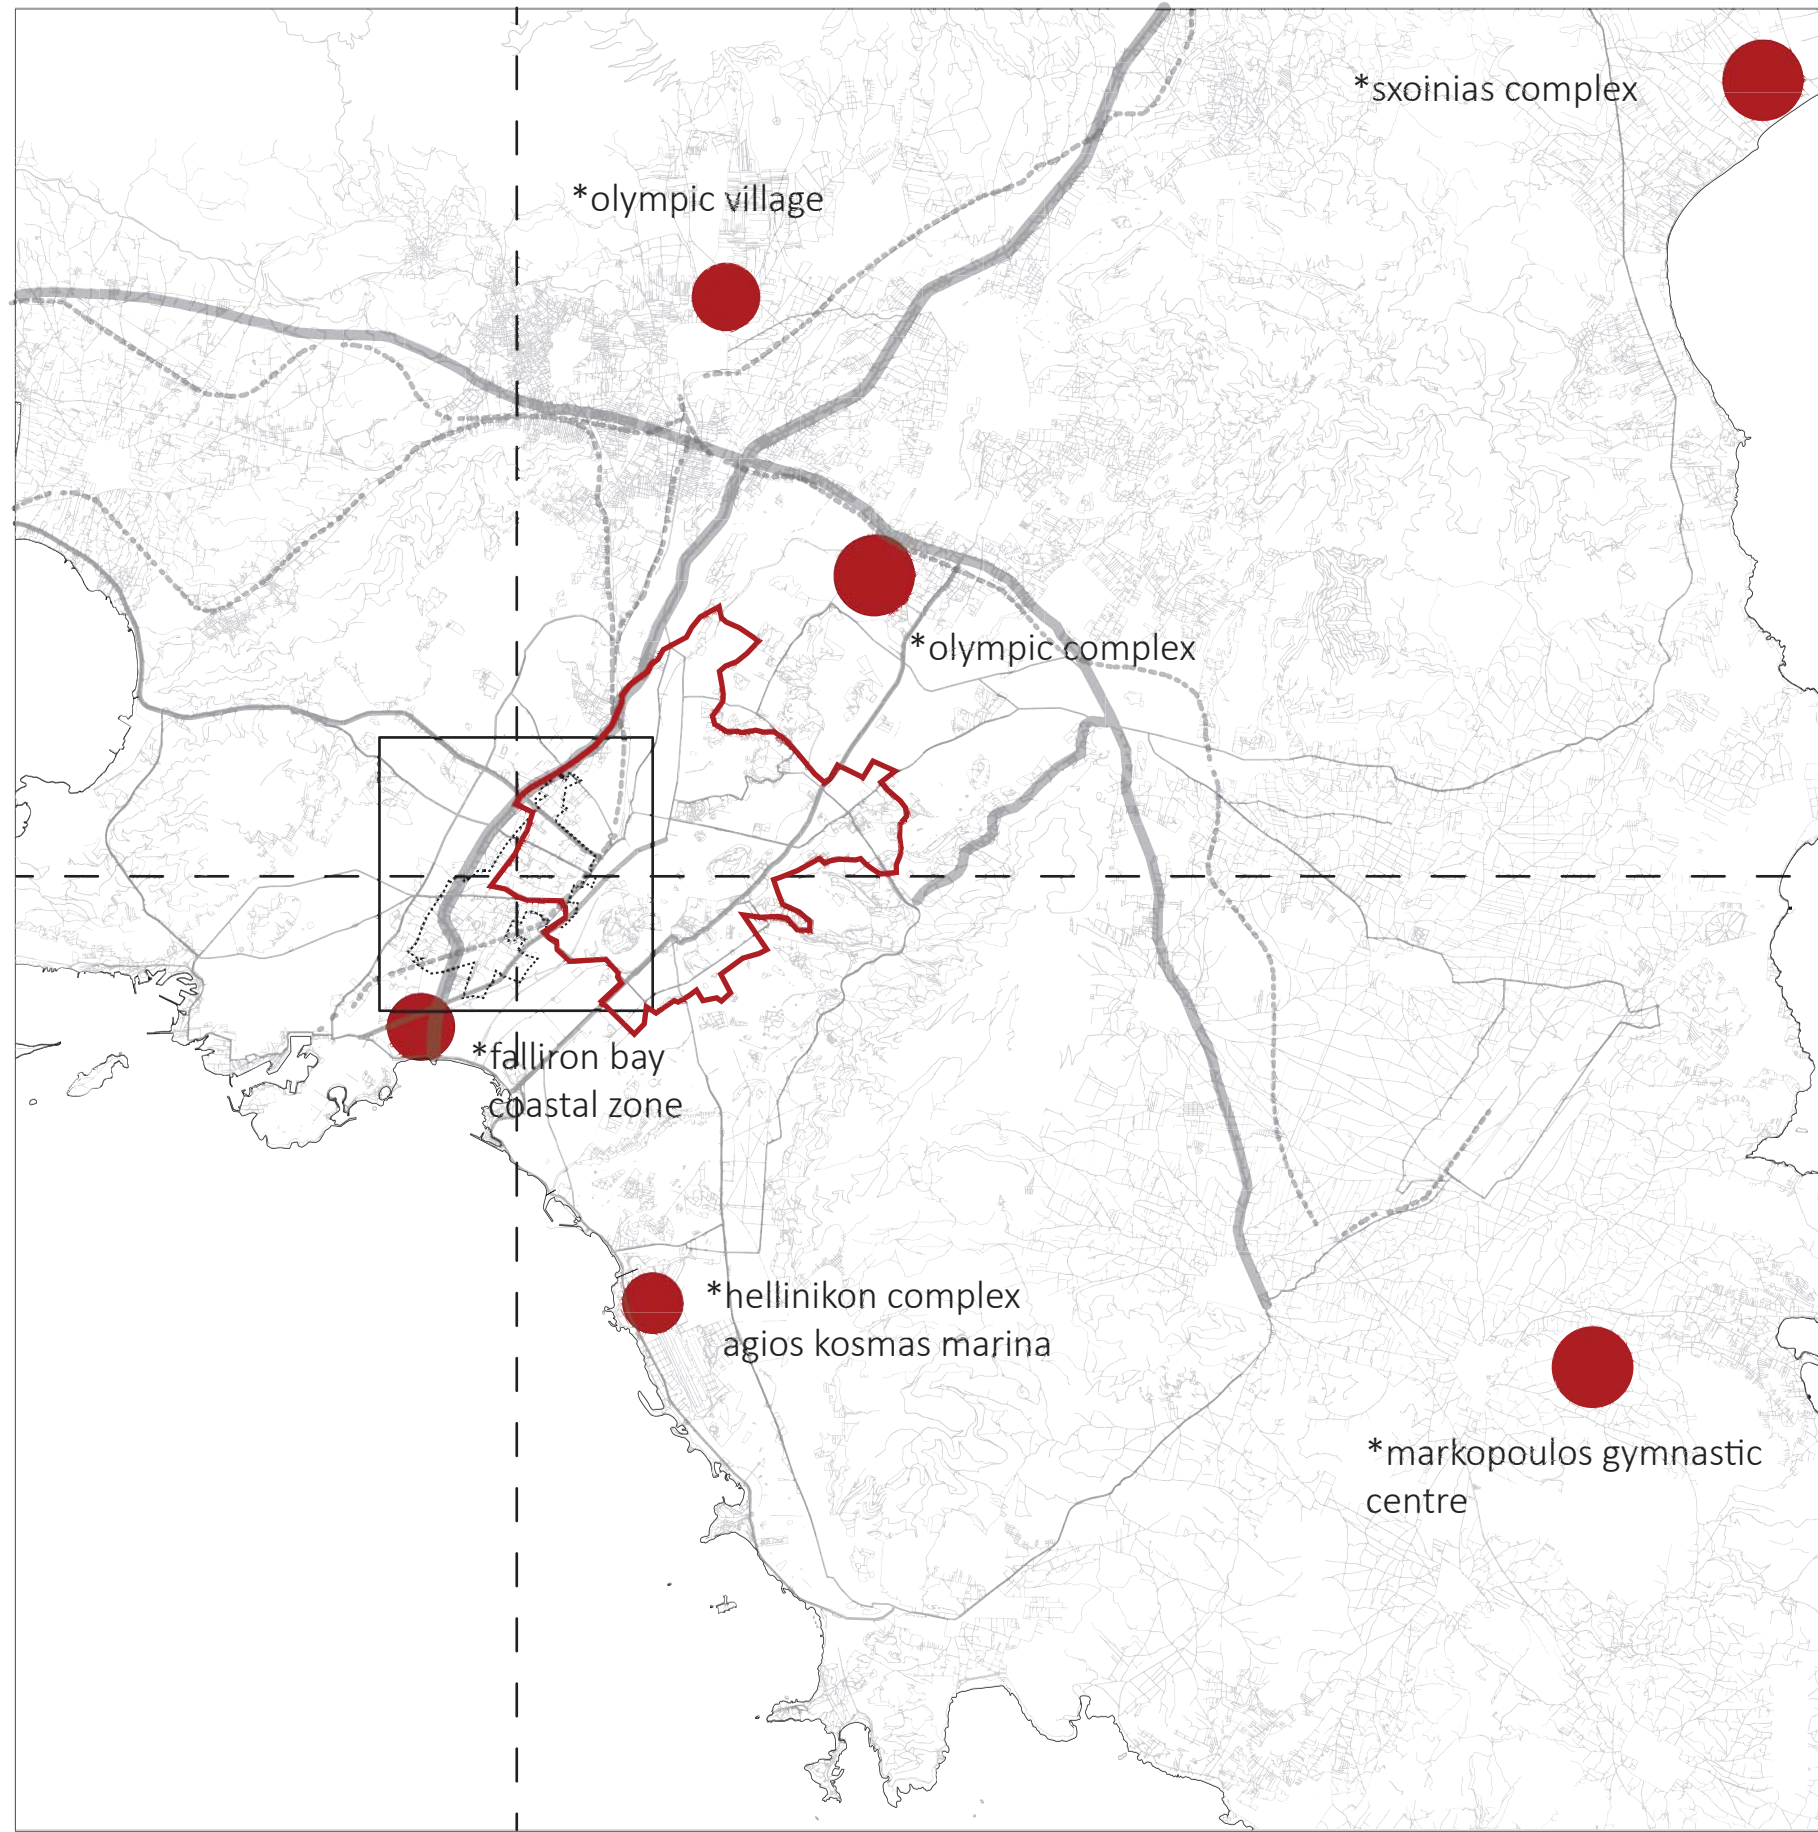 *sxoinias complex
*olympic village
*olympic complex
*falliron bay
coastal zone
*hellinikon complex
agios kosmas marina
*markopoulos gymnastic
centre